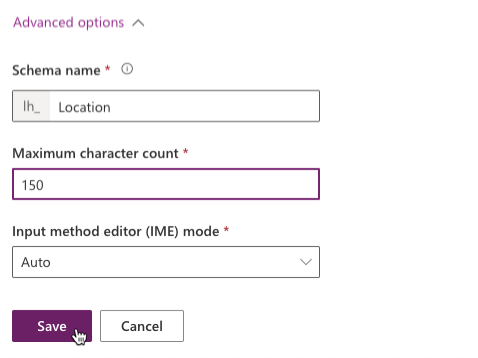 Advanced options
Schema name *
lh_ Location
Maximum character count *
150
Input method editor (IME) mode *
Auto
Save Cancel